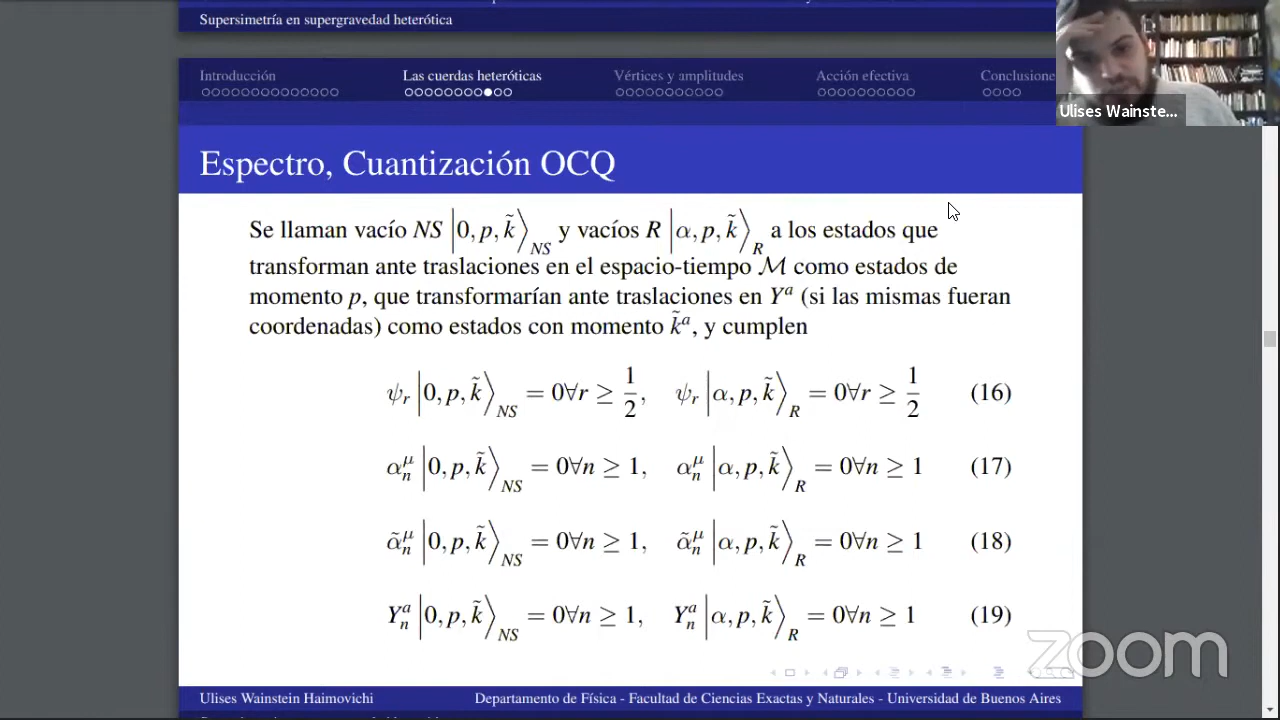 Supersimetría en supergravedad heterótica
Introducción Las cuerdas heteróticas Vértices y amplitudes Acción efectiva Conclusione
Ulises Wainste...
Espectro, Cuantización OCQ
Se llaman vacío NS |0, p, k̃⟩_NS y vacíos R |α, p, k̃⟩_R a los estados que
transforman ante traslaciones en el espacio-tiempo ℳ como estados de
momento p, que transformarían ante traslaciones en Y^a (si las mismas fueran
coordenadas) como estados con momento k̃^a, y cumplen
ψ_r |0, p, k̃⟩_NS = 0∀r ≥ 1/2, ψ_r |α, p, k̃⟩_R = 0∀r ≥ 1/2 (16)
α_n^μ |0, p, k̃⟩_NS = 0∀n ≥ 1, α_n^μ |α, p, k̃⟩_R = 0∀n ≥ 1 (17)
α̃_n^μ |0, p, k̃⟩_NS = 0∀n ≥ 1, α̃_n^μ |α, p, k̃⟩_R = 0∀n ≥ 1 (18)
Y_n^a |0, p, k̃⟩_NS = 0∀n ≥ 1, Y_n^a |α, p, k̃⟩_R = 0∀n ≥ 1 (19)
zoom
Ulises Wainstein Haimovichi Departamento de Física - Facultad de Ciencias Exactas y Naturales - Universidad de Buenos Aires